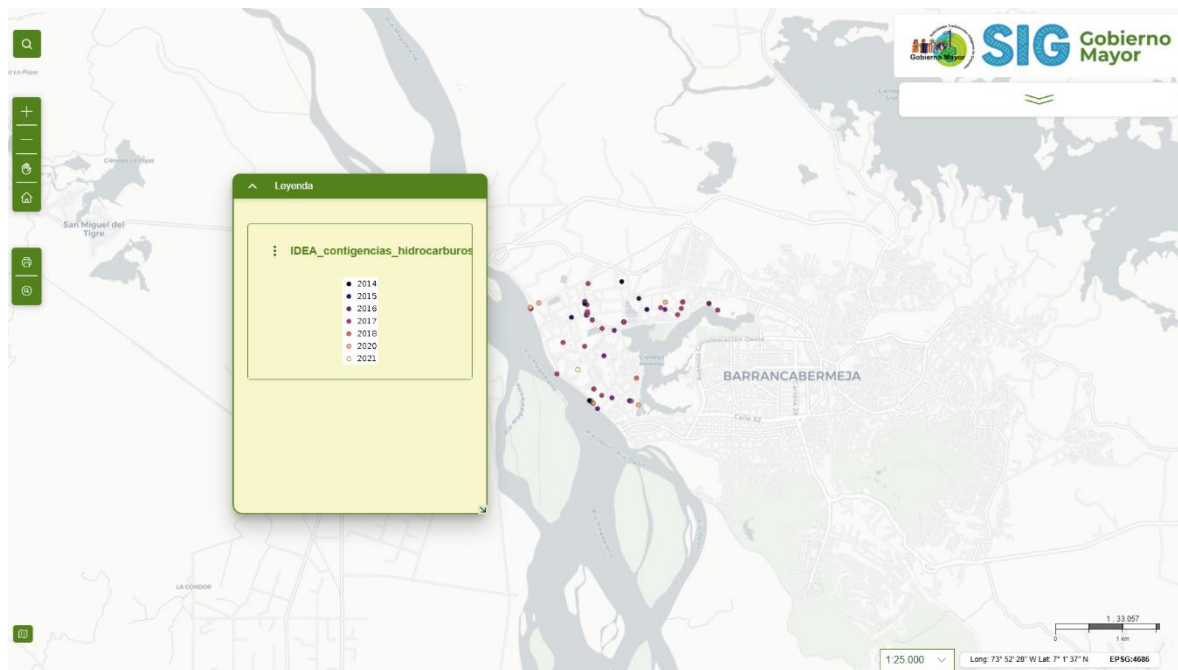 SIG Gobierno
Mayor
Gobierno Mayor
Leyenda
IDEA_contigencias_hidrocarburos
2014
2015
2016
2017
2018
2020
2021
San Miguel del
Tigre
BARRANCABERMEJA
Calle 52
LA CONDOR
Río Magdalena
1 : 33.057
0
1 km
1:25.000
Long: 73° 52' 28" W Lat: 7° 1' 37" N
EPSG:4686